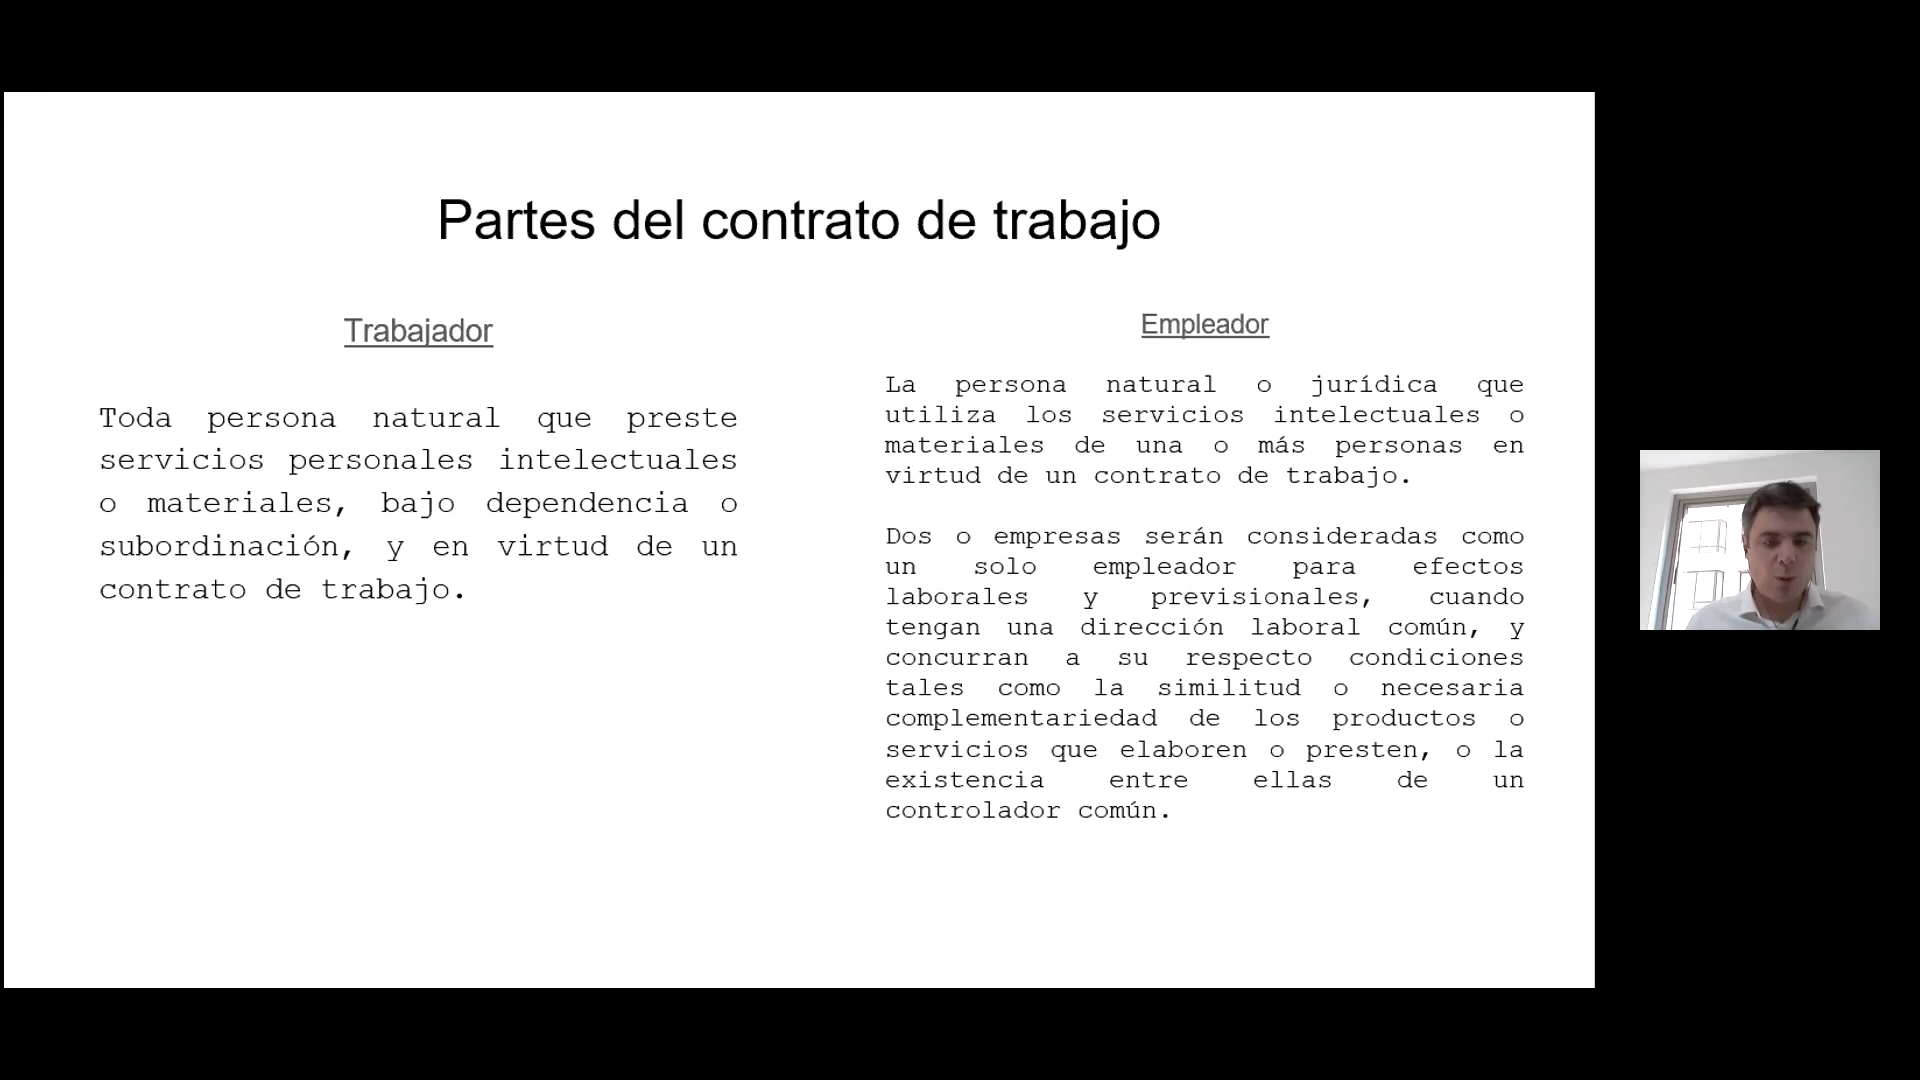 Partes del contrato de trabajo
Trabajador
Toda persona natural que preste
servicios personales intelectuales
o materiales, bajo dependencia o
subordinación, y en virtud de un
contrato de trabajo.
Empleador
La persona natural o jurídica que
utiliza los servicios intelectuales o
materiales de una o más personas en
virtud de un contrato de trabajo.
Dos o empresas serán consideradas como
un solo empleador para efectos
laborales y previsionales, cuando
tengan una dirección laboral común, y
concurran a su respecto condiciones
tales como la similitud o necesaria
complementariedad de los productos o
servicios que elaboren o presten, o la
existencia entre ellas de un
controlador común.